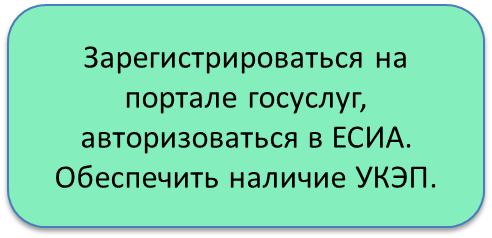 Зарегистрироваться на
портале госуслуг,
авторизоваться в ЕСИА.
Обеспечить наличие УКЭП.